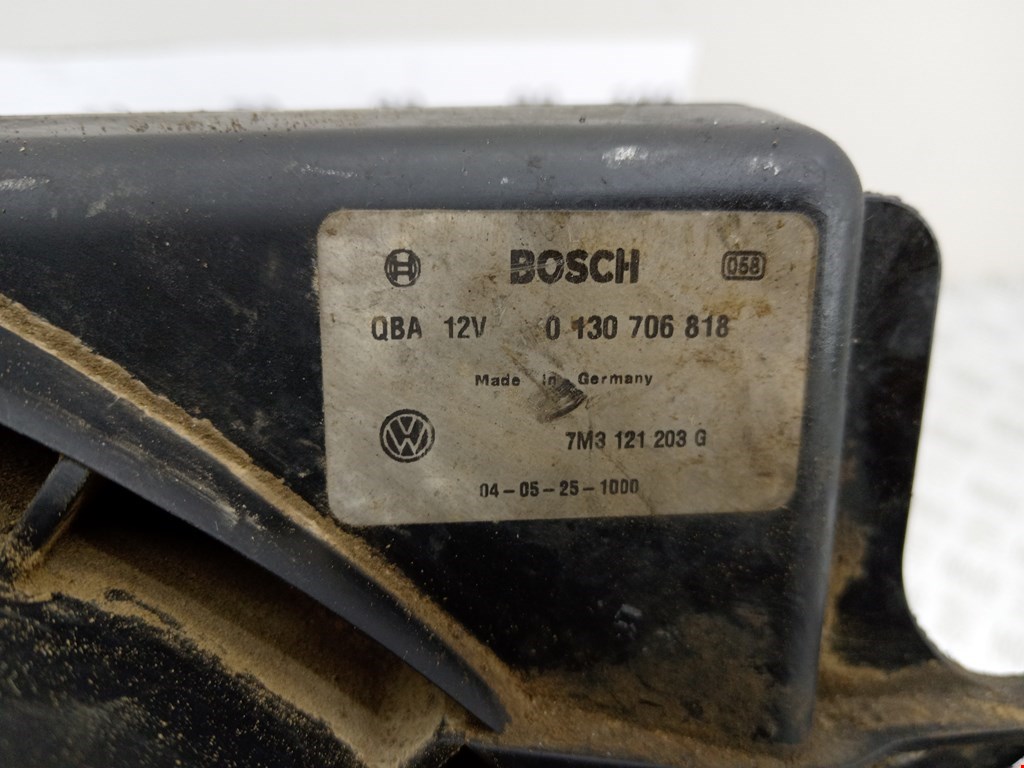 BOSCH 058
QBA 12V 0 130 706 818
Made in Germany
7M3 121 203 G
04-05-25-1000